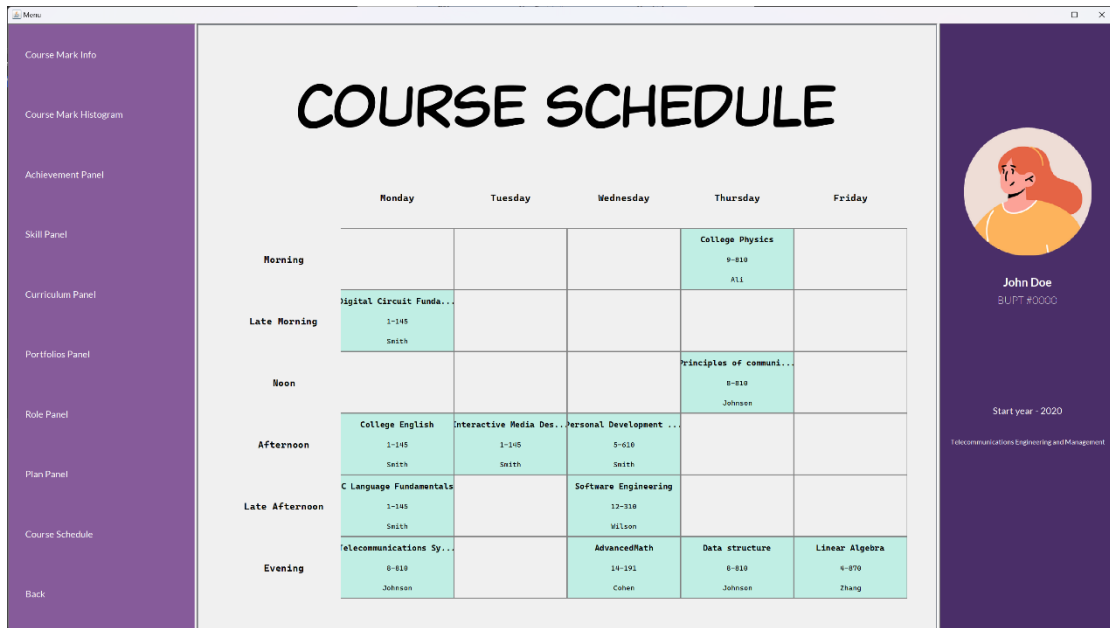 Menu
Course Mark Info
Course Mark Histogram
Achievement Panel
Skill Panel
Curriculum Panel
Portfolios Panel
Role Panel
Plan Panel
Course Schedule
Back
COURSE SCHEDULE
Monday Tuesday Wednesday Thursday Friday
Morning
College Physics
9-810
Ali
Late Morning
Digital Circuit Funda...
1-145
Smith
Noon
Principles of communi...
8-810
Johnson
Afternoon
College English Interactive Media Des... Personal Development ...
1-145 1-145 5-610
Smith Smith Smith
Late Afternoon
C Language Fundamentals Software Engineering
1-145 12-310
Smith Wilson
Evening
Telecommunications Sy... AdvancedMath Data structure Linear Algebra
8-810 14-191 8-810 4-870
Johnson Cohen Johnson Zhang
John Doe
BUPT #0000
Start year - 2020
Telecommunications Engineering and Management